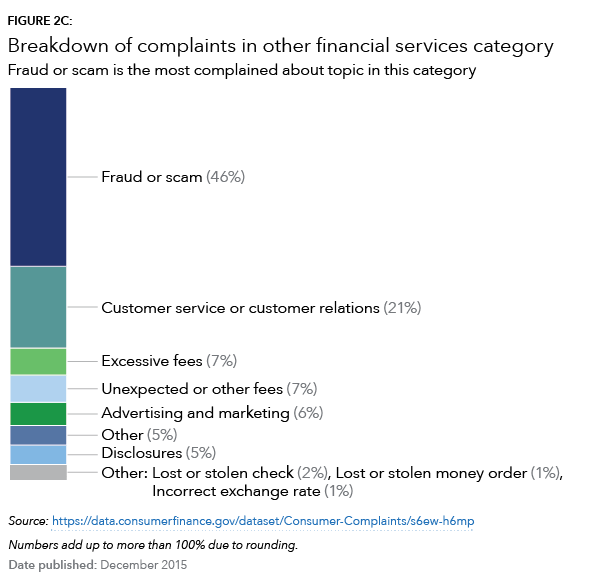 FIGURE 2C:
Breakdown of complaints in other financial services category
Fraud or scam is the most complained about topic in this category
Fraud or scam (46%)
Customer service or customer relations (21%)
Excessive fees (7%)
Unexpected or other fees (7%)
Advertising and marketing (6%)
Other (5%)
Disclosures (5%)
Other: Lost or stolen check (2%), Lost or stolen money order (1%),
Incorrect exchange rate (1%)
Source: https://data.consumerfinance.gov/dataset/Consumer-Complaints/s6ew-h6mp
Numbers add up to more than 100% due to rounding.
Date published: December 2015